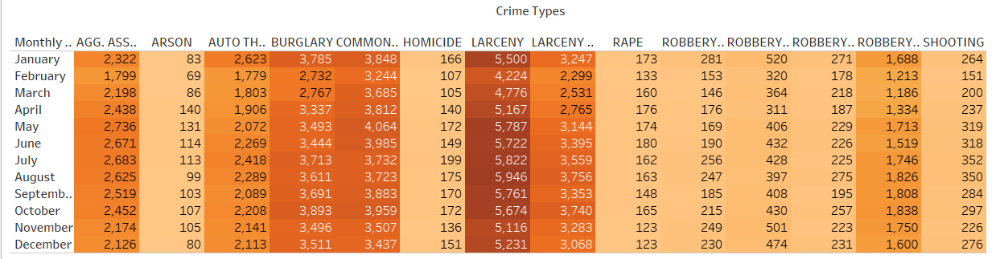 Crime Types
Monthly .. AGG. ASS.. ARSON AUTO TH.. BURGLARY COMMON.. HOMICIDE LARCENY LARCENY .. RAPE ROBBERY.. ROBBERY.. ROBBERY.. ROBBERY.. SHOOTING
January 2,322 83 2,623 3,785 3,848 166 5,500 3,247 173 281 520 271 1,688 264
February 1,799 69 1,779 2,732 3,244 107 4,224 2,299 133 153 320 178 1,213 151
March 2,198 86 1,803 2,767 3,685 105 4,776 2,531 160 146 364 218 1,186 200
April 2,438 140 1,906 3,337 3,812 140 5,167 2,765 176 176 311 187 1,334 237
May 2,736 131 2,072 3,493 4,064 172 5,787 3,144 174 169 406 229 1,713 319
June 2,671 114 2,269 3,444 3,985 149 5,722 3,395 180 190 432 226 1,519 318
July 2,683 113 2,418 3,713 3,732 199 5,822 3,559 162 256 428 225 1,746 352
August 2,625 99 2,289 3,611 3,723 175 5,946 3,756 163 247 397 275 1,826 350
Septemb.. 2,519 103 2,089 3,691 3,883 170 5,761 3,353 148 185 408 195 1,808 284
October 2,452 107 2,208 3,893 3,959 172 5,674 3,740 165 215 430 257 1,838 297
November 2,174 105 2,141 3,496 3,507 136 5,116 3,283 123 249 501 223 1,750 226
December 2,126 80 2,113 3,511 3,437 151 5,231 3,068 123 230 474 231 1,600 276